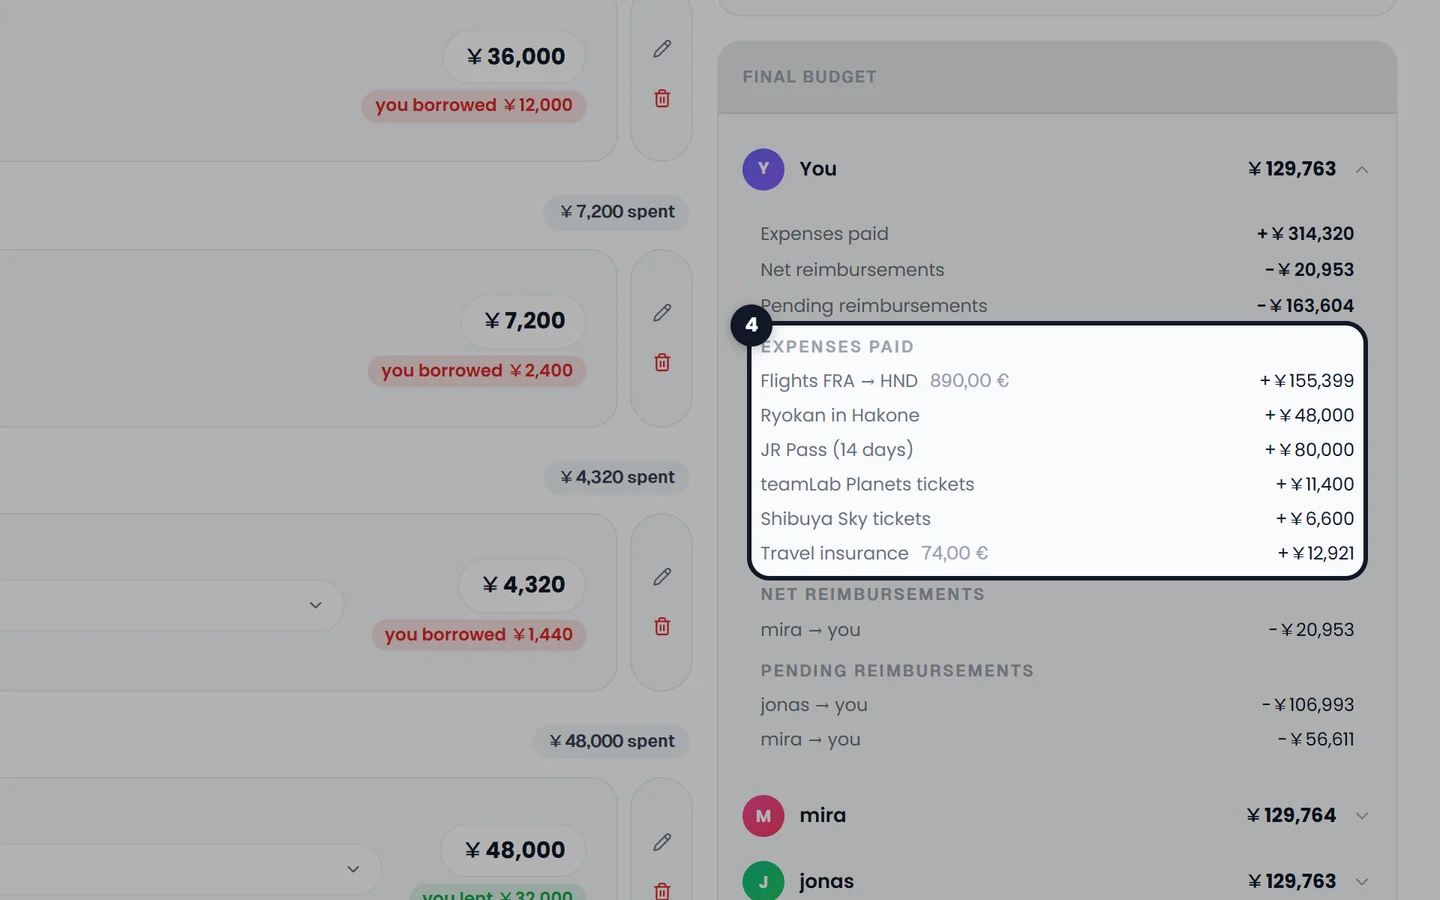 ¥ 36,000
you borrowed ¥ 12,000
¥ 7,200 spent
¥ 7,200
you borrowed ¥ 2,400
¥ 4,320 spent
¥ 4,320
you borrowed ¥ 1,440
¥ 48,000 spent
¥ 48,000
you lent ¥ 32,000
FINAL BUDGET
Y You ¥ 129,763
Expenses paid +¥ 314,320
Net reimbursements -¥ 20,953
Pending reimbursements -¥ 163,604
4
EXPENSES PAID
Flights FRA → HND 890,00 € +¥155,399
Ryokan in Hakone +¥48,000
JR Pass (14 days) +¥80,000
teamLab Planets tickets +¥11,400
Shibuya Sky tickets +¥6,600
Travel insurance 74,00 € +¥12,921
NET REIMBURSEMENTS
mira → you -¥20,953
PENDING REIMBURSEMENTS
jonas → you -¥106,993
mira → you -¥56,611
M mira ¥ 129,764
J jonas ¥ 129,763